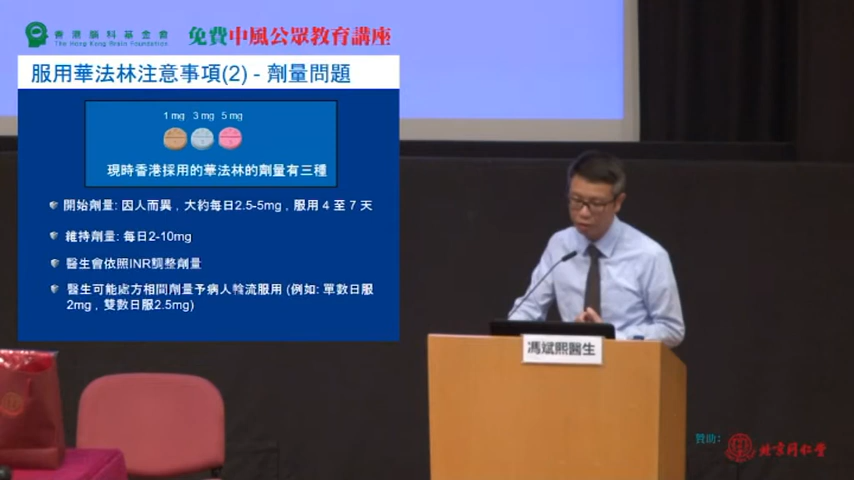 香港腦科基金會
The Hong Kong Brain Foundation
免費中風公眾教育講座
服用華法林注意事項(2) - 劑量問題
1 mg 3 mg 5 mg
現時香港採用的華法林的劑量有三種
開始劑量: 因人而異，大約每日2.5-5mg，服用 4 至 7 天
維持劑量: 每日2-10mg
醫生會依照INR調整劑量
醫生可能處方相間劑量予病人輪流服用 (例如: 單數日服
2mg，雙數日服2.5mg)
馮斌熙醫生
贊助:
北京同仁堂